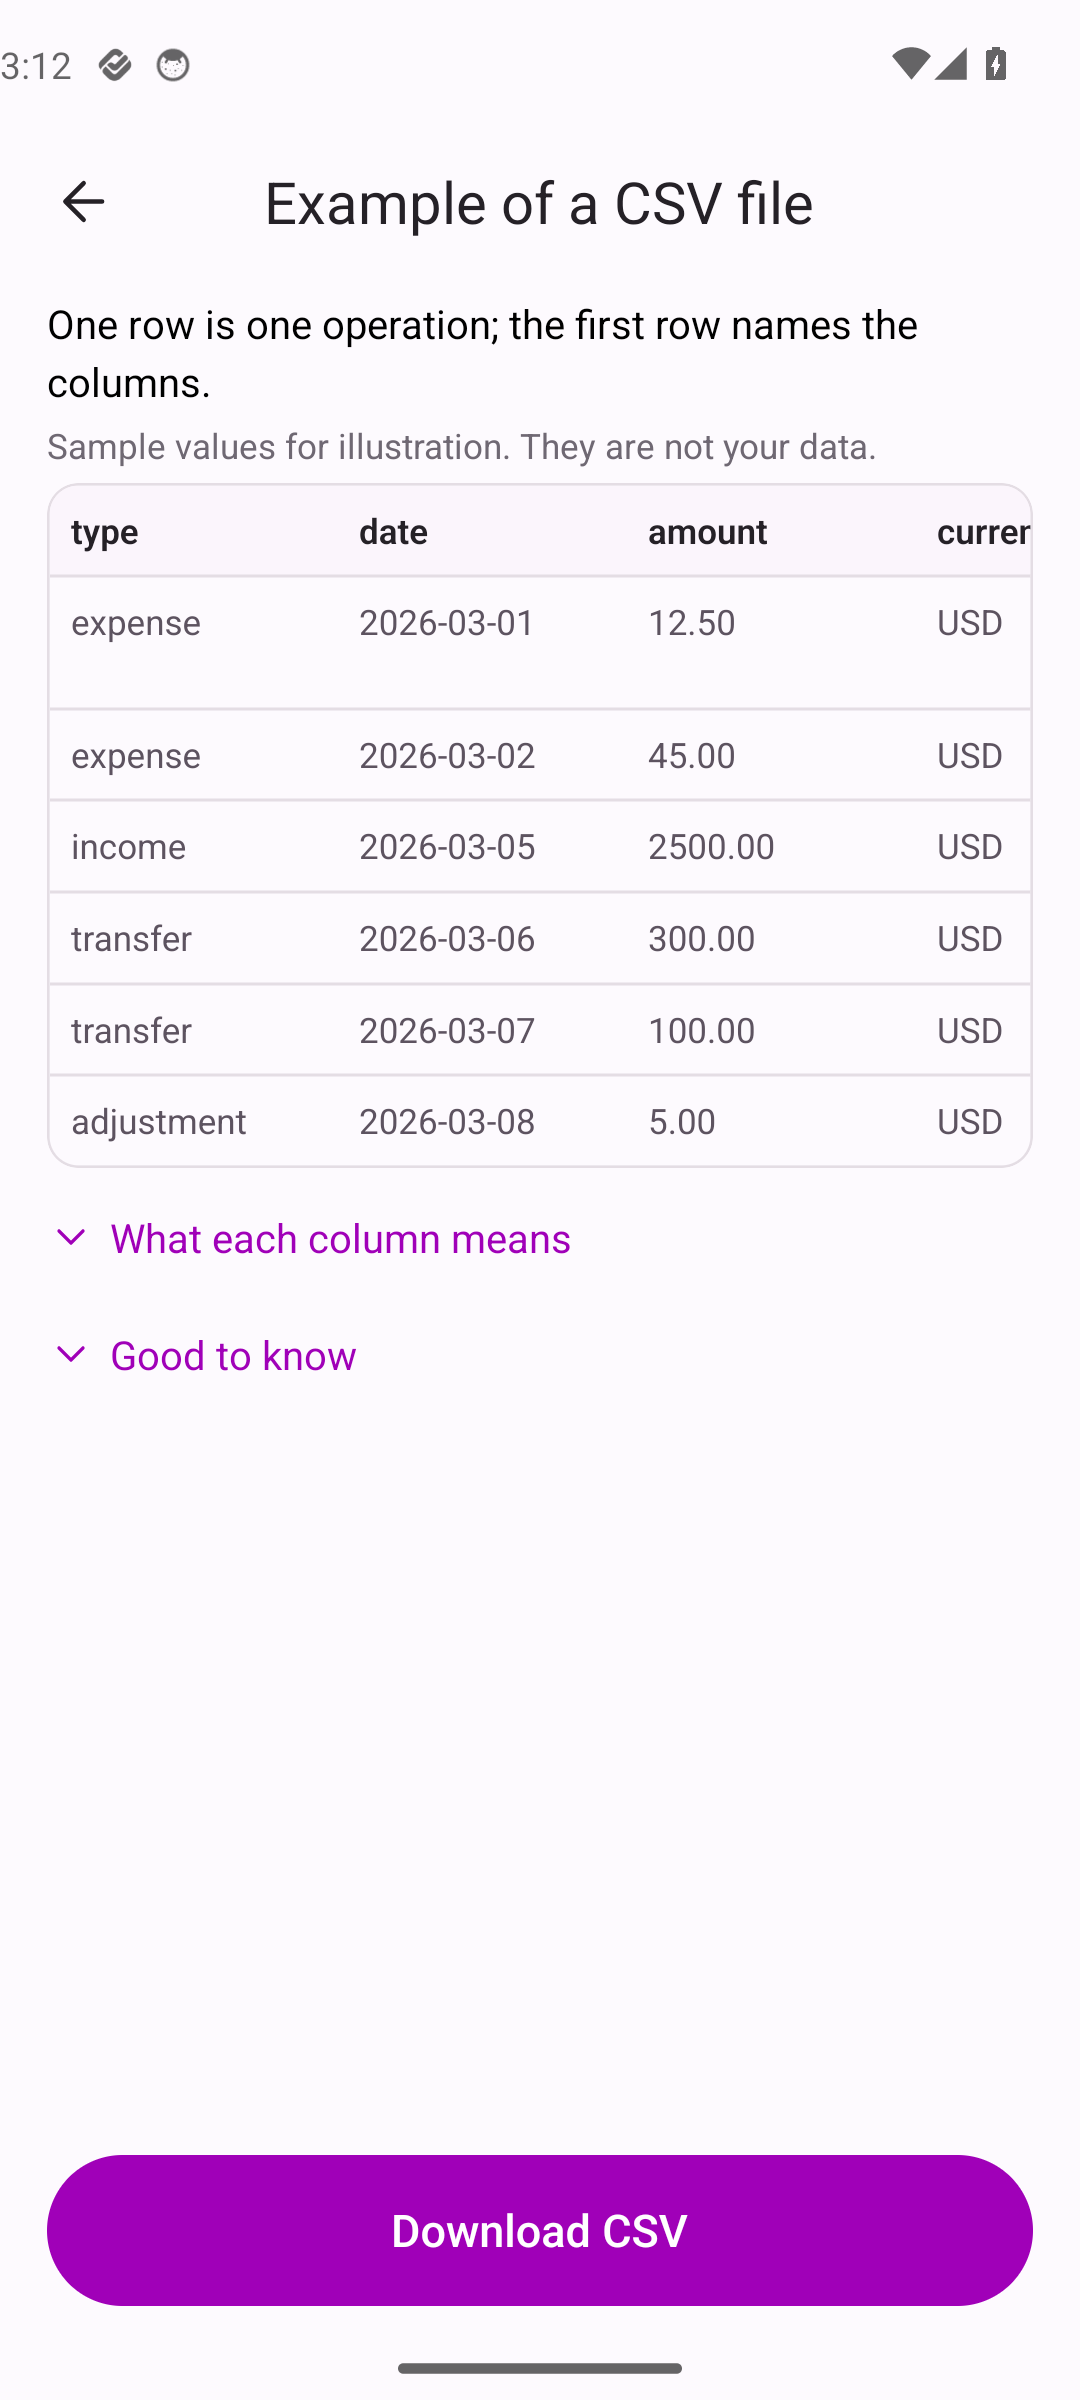 3:12
Example of a CSV file
One row is one operation; the first row names the
columns.
Sample values for illustration. They are not your data.
type date amount curren
expense 2026-03-01 12.50 USD
expense 2026-03-02 45.00 USD
income 2026-03-05 2500.00 USD
transfer 2026-03-06 300.00 USD
transfer 2026-03-07 100.00 USD
adjustment 2026-03-08 5.00 USD
What each column means
Good to know
Download CSV